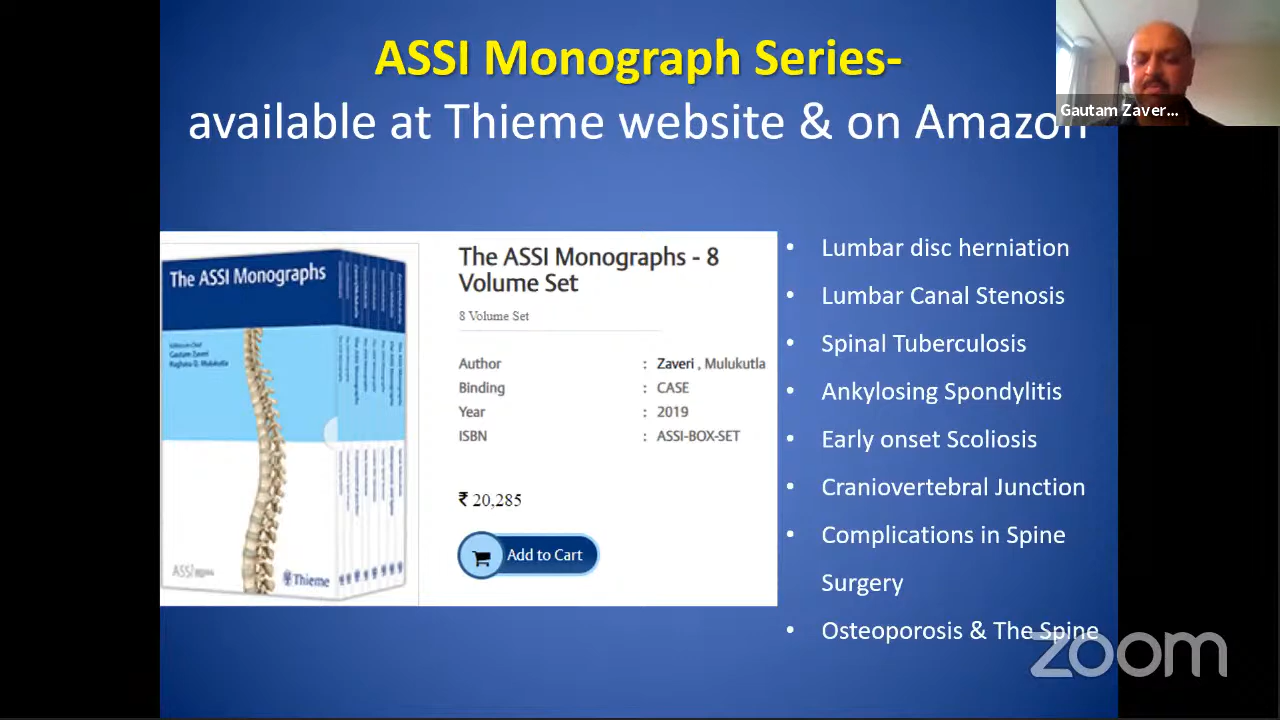 ASSI Monograph Series-
available at Thieme website & on Amazon
Gautam Zaver...
The ASSI Monographs
Gautam Zaveri
Raghava D. Mulukutla
ASSI
Thieme
The ASSI Monographs - 8
Volume Set
8 Volume Set
Author : Zaveri , Mulukutla
Binding : CASE
Year : 2019
ISBN : ASSI-BOX-SET
₹ 20,285
Add to Cart
• Lumbar disc herniation
• Lumbar Canal Stenosis
• Spinal Tuberculosis
• Ankylosing Spondylitis
• Early onset Scoliosis
• Craniovertebral Junction
• Complications in Spine
Surgery
• Osteoporosis & The Spine
zoom